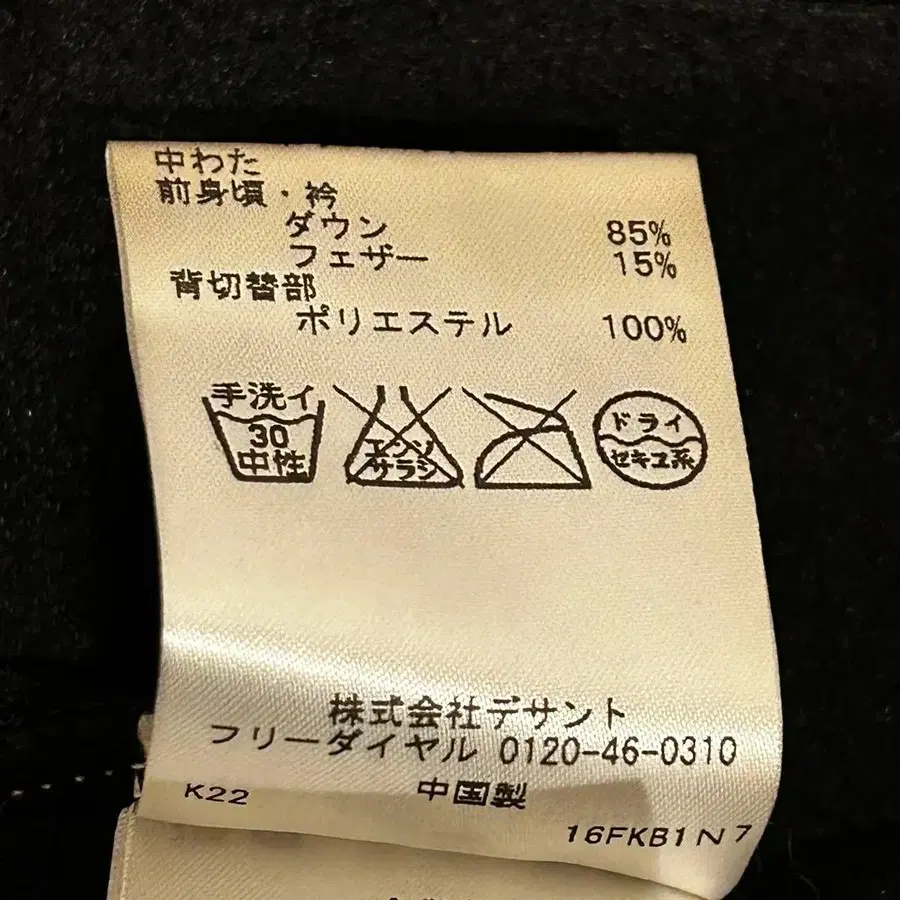 中わた
前身頃・衿
ダウン 85%
フェザー 15%
背切替部
ポリエステル 100%
手洗イ
30
中性
エンソ
サラシ
ドライ
セキユ系
株式会社デサント
フリーダイヤル 0120-46-0310
中国製
K22
16FKB1N7